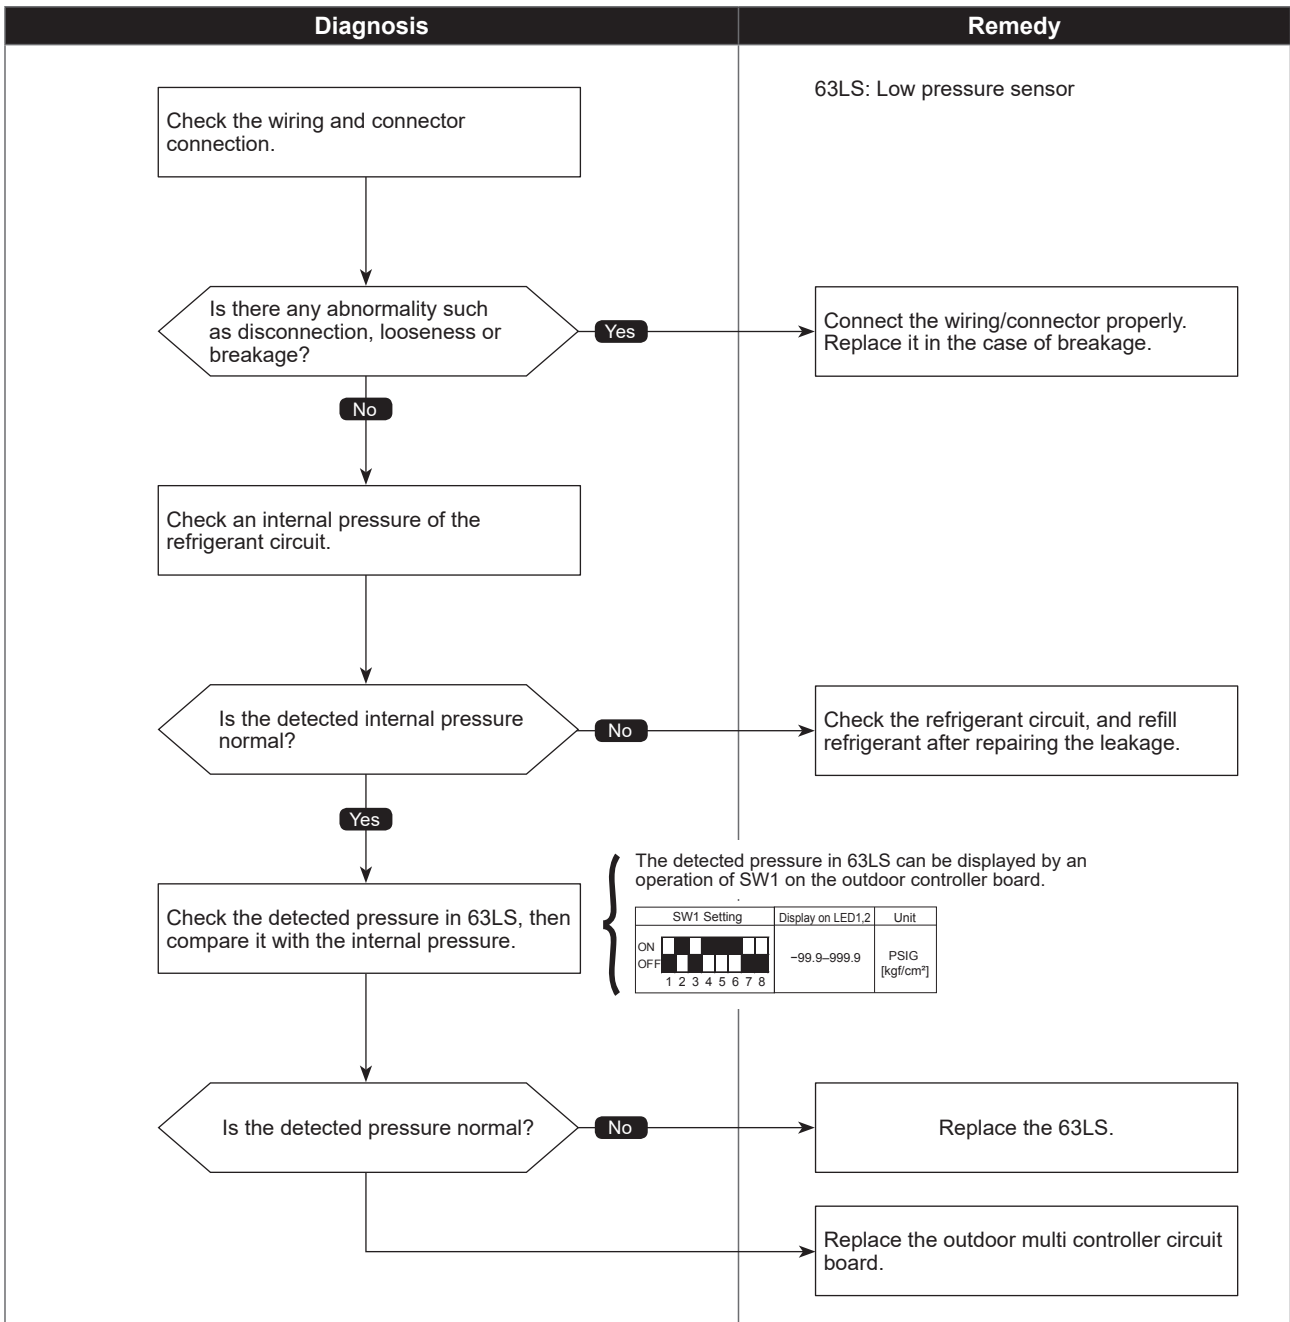 Diagnosis
Remedy
63LS: Low pressure sensor
Check the wiring and connector
connection.
Is there any abnormality such
as disconnection, looseness or
breakage?
Yes
Connect the wiring/connector properly.
Replace it in the case of breakage.
No
Check an internal pressure of the
refrigerant circuit.
Is the detected internal pressure
normal?
No
Check the refrigerant circuit, and refill
refrigerant after repairing the leakage.
Yes
The detected pressure in 63LS can be displayed by an
operation of SW1 on the outdoor controller board.
Check the detected pressure in 63LS, then
compare it with the internal pressure.
SW1 Setting
Display on LED1,2
Unit
ON
OFF
1 2 3 4 5 6 7 8
−99.9–999.9
PSIG
[kgf/cm²]
Is the detected pressure normal?
No
Replace the 63LS.
Replace the outdoor multi controller circuit
board.